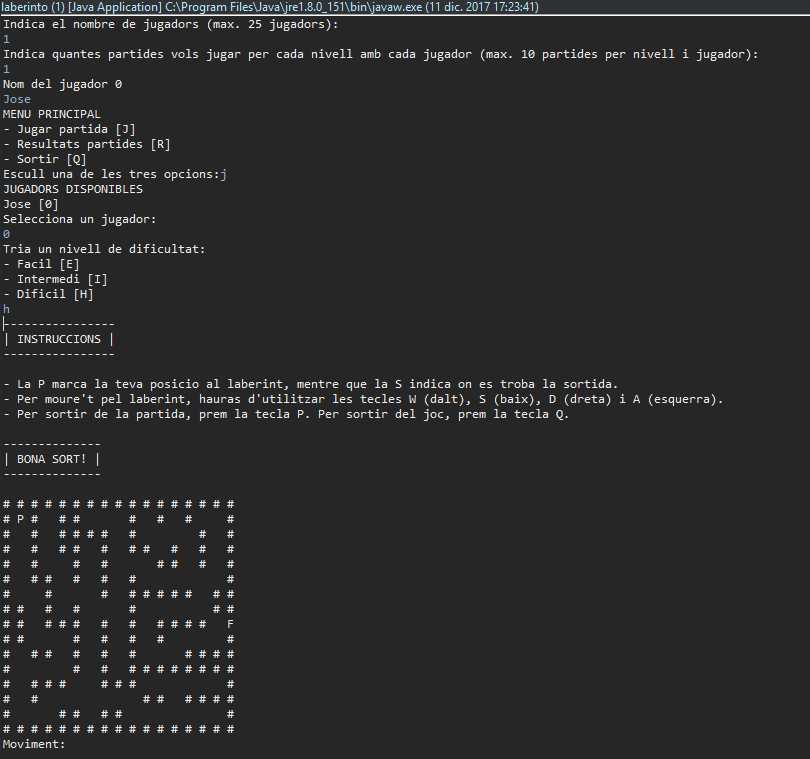 laberinto (1) [Java Application] C:\Program Files\Java\jre1.8.0_151\bin\javaw.exe (11 dic. 2017 17:23:41)
Indica el nombre de jugadors (max. 25 jugadors):
1
Indica quantes partides vols jugar per cada nivell amb cada jugador (max. 10 partides per nivell i jugador):
1
Nom del jugador 0
Jose
MENU PRINCIPAL
- Jugar partida [J]
- Resultats partides [R]
- Sortir [Q]
Escull una de les tres opcions:j
JUGADORS DISPONIBLES
Jose [0]
Selecciona un jugador:
0
Tria un nivell de dificultat:
- Facil [E]
- Intermedi [I]
- Dificil [H]
h
----------------
| INSTRUCCIONS |
----------------
- La P marca la teva posicio al laberint, mentre que la S indica on es troba la sortida.
- Per moure't pel laberint, hauras d'utilitzar les tecles W (dalt), S (baix), D (dreta) i A (esquerra).
- Per sortir de la partida, prem la tecla P. Per sortir del joc, prem la tecla Q.
--------------
| BONA SORT! |
--------------
# # # # # # # # # # # # # # # # #
# P #   # #       #   #   #     #
#   #   # # # #   #         #   #
#   #   # #   #   # #   #   #   #
#   #     #   #       # #   #   #
#   # #   #   #   #             #
#     #       #   # # # # #   # #
# #   #   #       #           # #
# #   # # #   #   #   # # # #   F
# #       #   #   #   #         #
#   # #   #   #   #       # # # #
#         #   #   # # # # # # # #
#   # # #     # # #             #
#   #               # #   # # # #
#       # #   # #               #
# # # # # # # # # # # # # # # # #
Moviment: